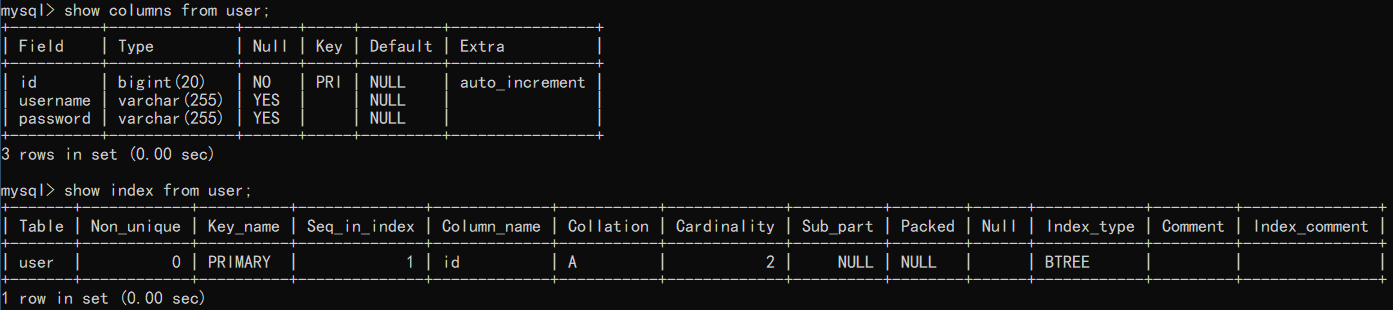 mysql> show columns from user;
+----------+--------------+------+-----+---------+----------------+
| Field    | Type         | Null | Key | Default | Extra          |
+----------+--------------+------+-----+---------+----------------+
| id       | bigint(20)   | NO   | PRI | NULL    | auto_increment |
| username | varchar(255) | YES  |     | NULL    |                |
| password | varchar(255) | YES  |     | NULL    |                |
+----------+--------------+------+-----+---------+----------------+
3 rows in set (0.00 sec)
mysql> show index from user;
+-------+------------+----------+--------------+-------------+-----------+-------------+----------+--------+------+------------+---------+---------------+
| Table | Non_unique | Key_name | Seq_in_index | Column_name | Collation | Cardinality | Sub_part | Packed | Null | Index_type | Comment | Index_comment |
+-------+------------+----------+--------------+-------------+-----------+-------------+----------+--------+------+------------+---------+---------------+
| user  |          0 | PRIMARY  |            1 | id          | A         |           2 |     NULL | NULL   |      | BTREE      |         |               |
+-------+------------+----------+--------------+-------------+-----------+-------------+----------+--------+------+------------+---------+---------------+
1 row in set (0.00 sec)